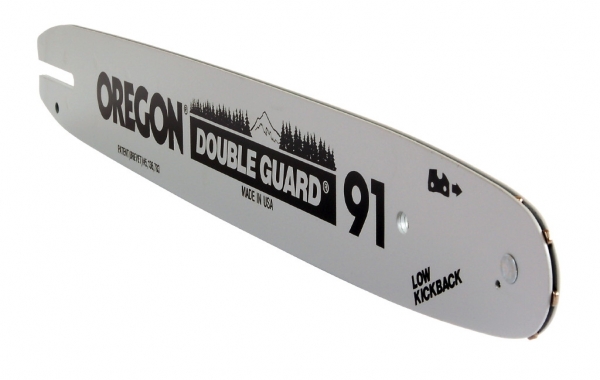 OREGON®
DOUBLE GUARD®
MADE IN USA
91
LOW
KICKBACK